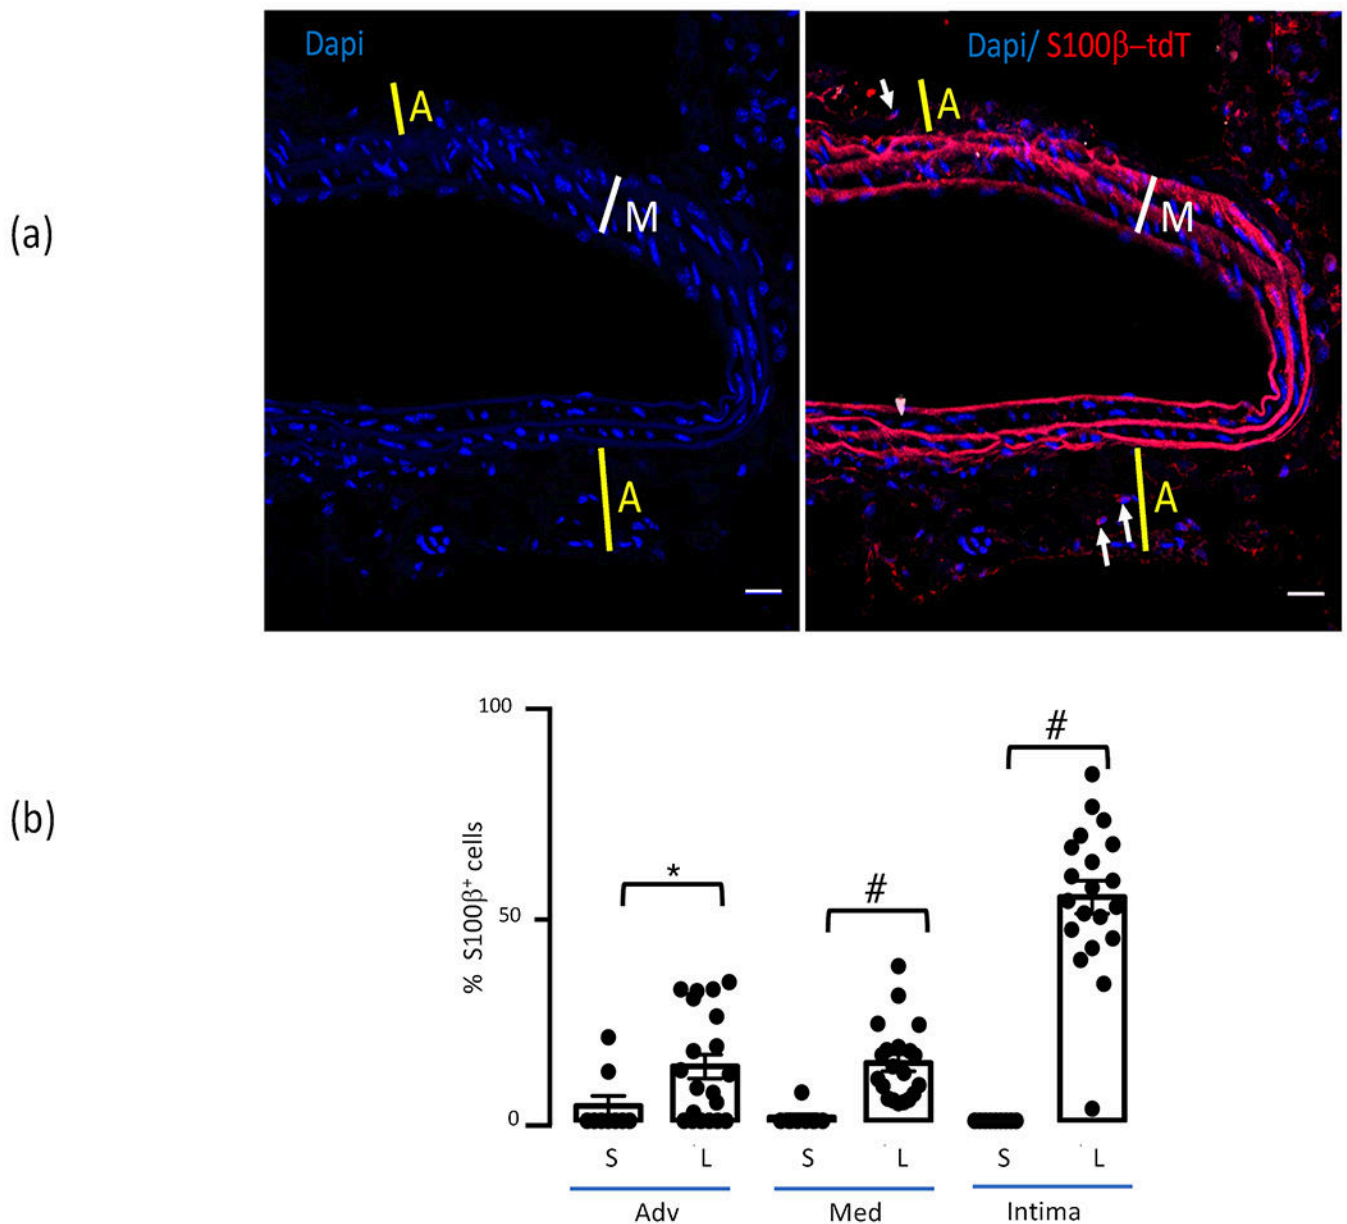 (a)
Dapi
A
M
A
Dapi/ S100β–tdT
A
M
A
(b)
% S100β⁺ cells
100
50
0
*
#
#
S L S L S L
Adv Med Intima